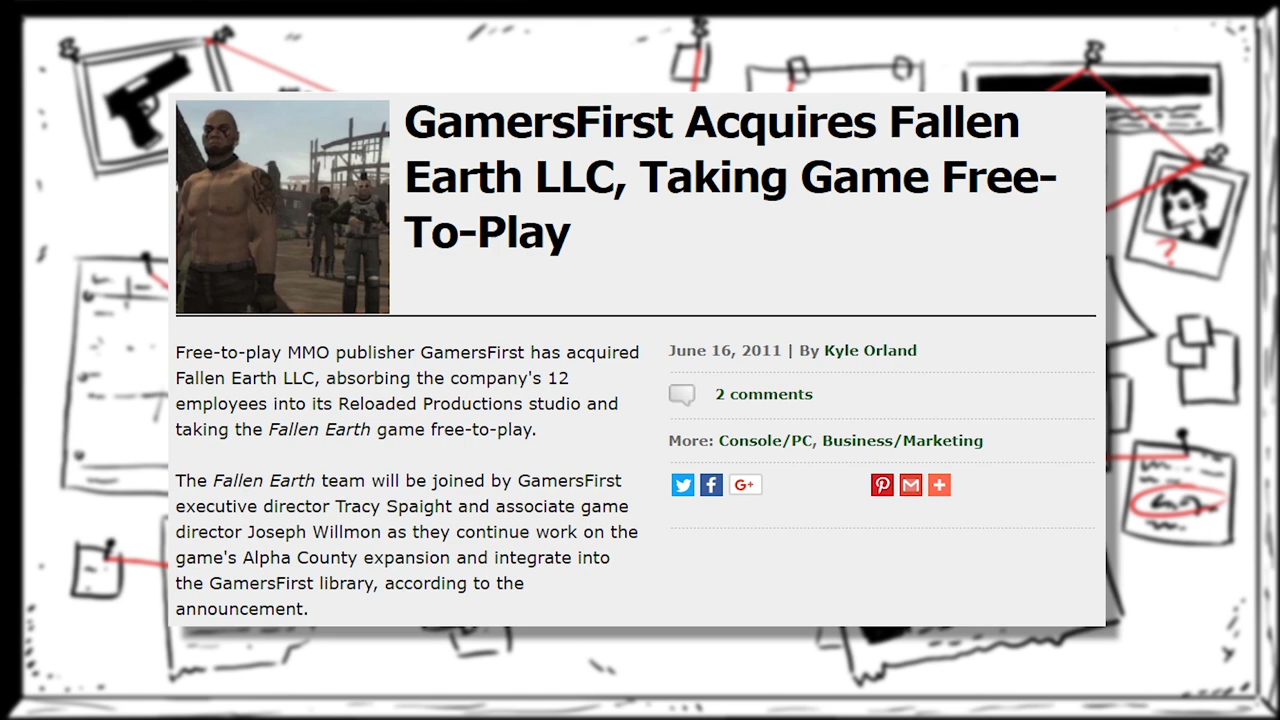 GamersFirst Acquires Fallen
Earth LLC, Taking Game Free-
To-Play
Free-to-play MMO publisher GamersFirst has acquired
Fallen Earth LLC, absorbing the company's 12
employees into its Reloaded Productions studio and
taking the Fallen Earth game free-to-play.
The Fallen Earth team will be joined by GamersFirst
executive director Tracy Spaight and associate game
director Joseph Willmon as they continue work on the
game's Alpha County expansion and integrate into
the GamersFirst library, according to the
announcement.
June 16, 2011 | By Kyle Orland
2 comments
More: Console/PC, Business/Marketing
G+